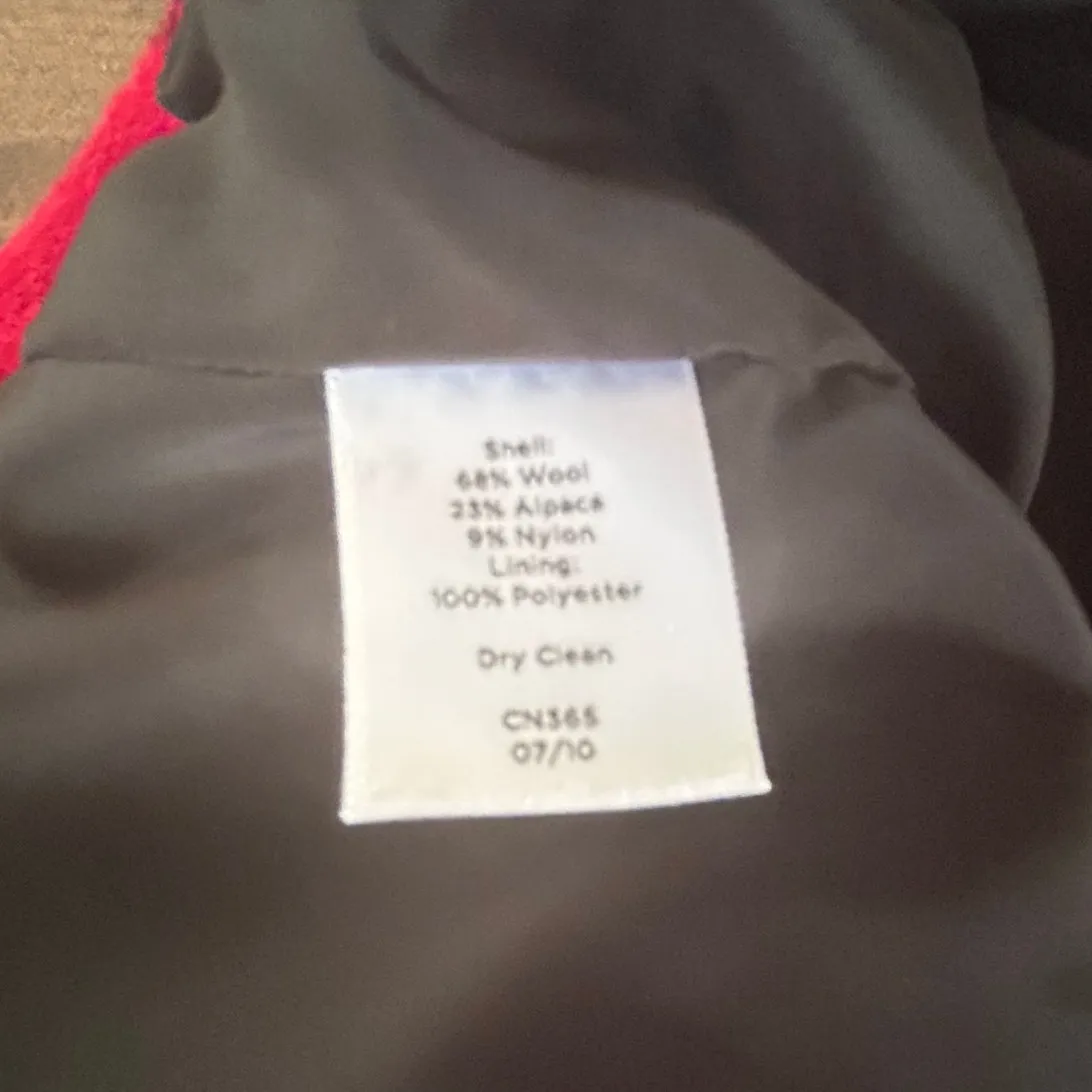 Shell:
68% Wool
23% Alpaca
9% Nylon
Lining:
100% Polyester
Dry Clean
CN365
07/10